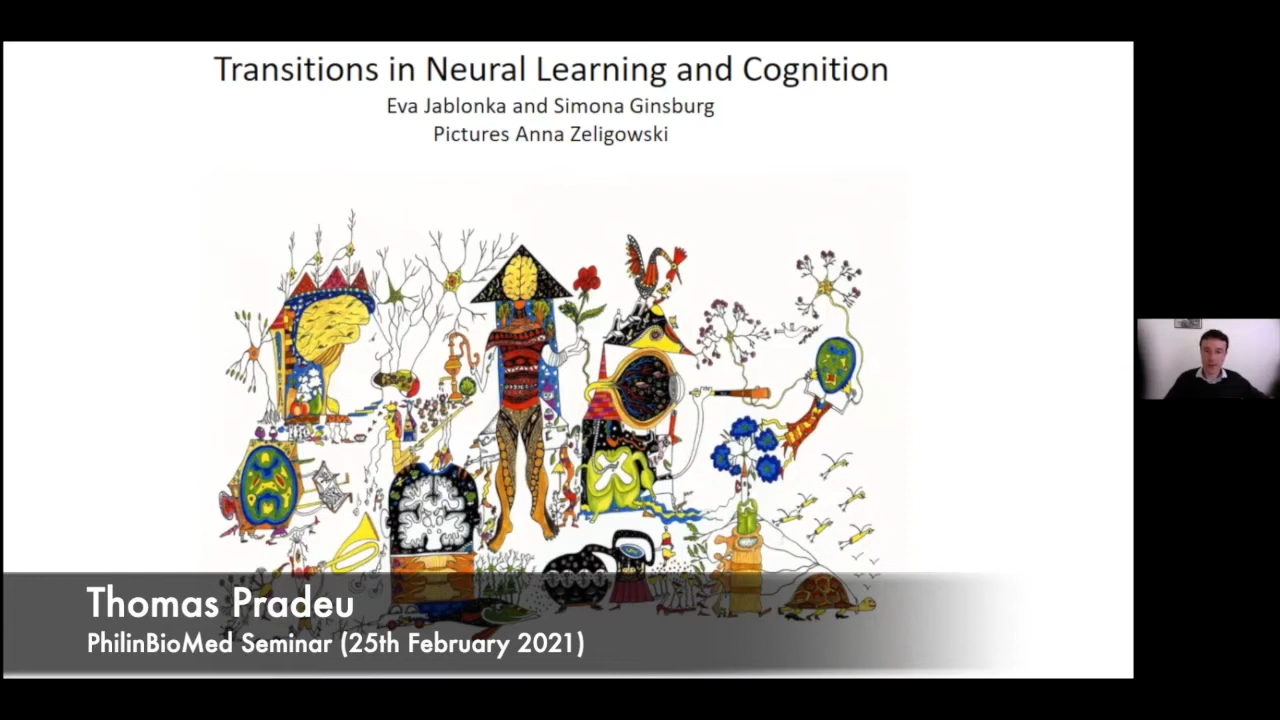 Transitions in Neural Learning and Cognition
Eva Jablonka and Simona Ginsburg
Pictures Anna Zeligowski
Thomas Pradeu
PhilinBioMed Seminar (25th February 2021)